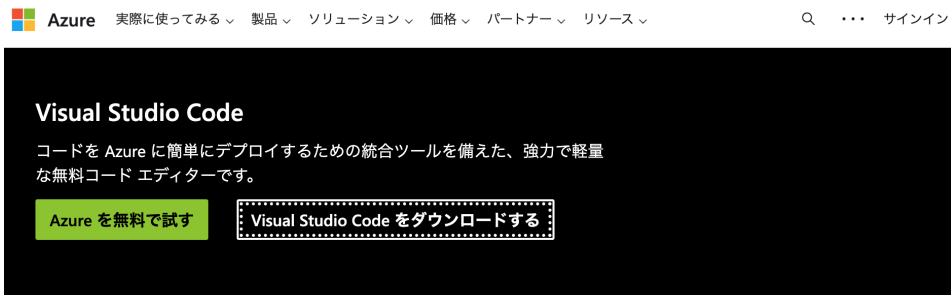 Azure 実際に使ってみる 製品 ソリューション 価格 パートナー リソース サインイン
Visual Studio Code
コードを Azure に簡単にデプロイするための統合ツールを備えた、強力で軽量
な無料コード エディターです。
Azure を無料で試す Visual Studio Code をダウンロードする